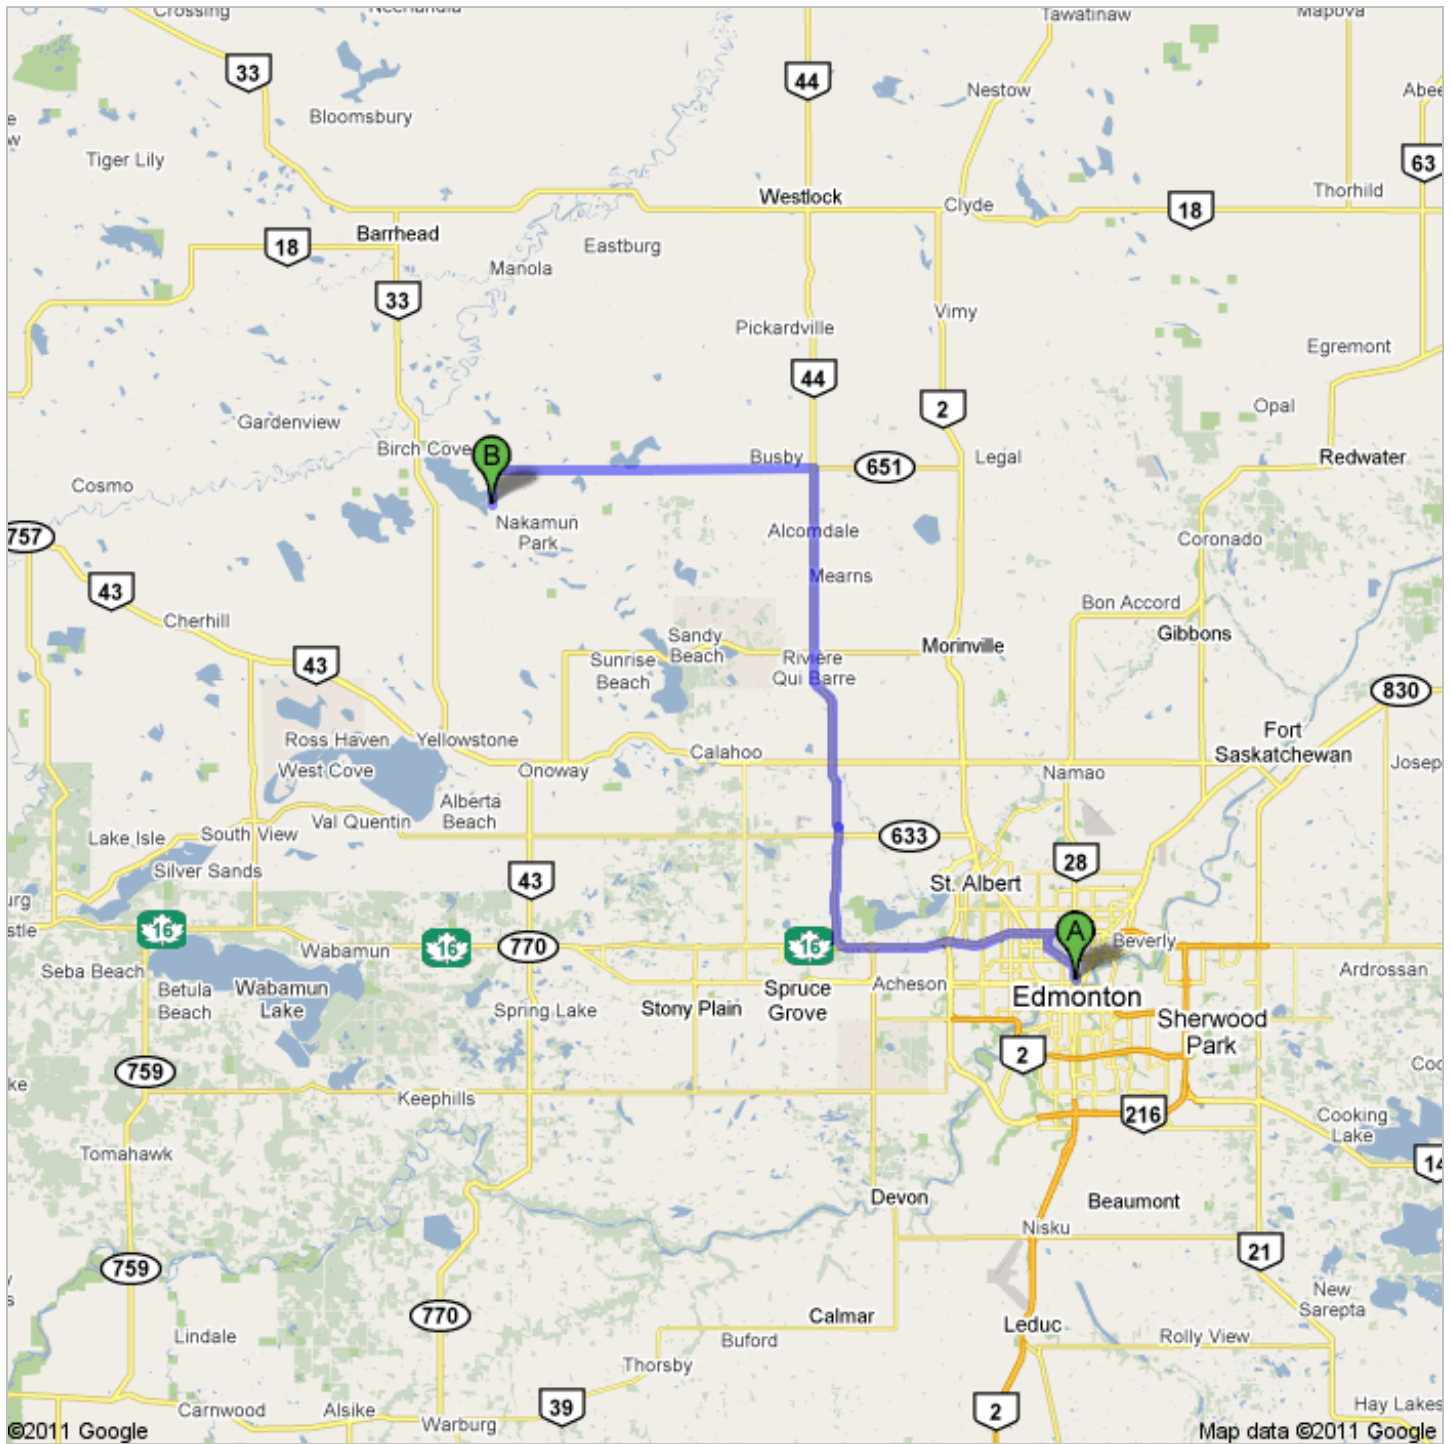 Crossing
Neerlandia
Tawatinaw
Mapova
33
44
Nestow
Abee
Bloomsbury
Tiger Lily
63
Westlock
Thorhild
Clyde
18
Barrhead
18
Eastburg
Manola
33
Vimy
Pickardville
Egremont
44
2
Opal
Gardenview
Birch Cove
B
Busby
651
Legal
Redwater
Cosmo
Nakamun
Park
757
Alcomdale
Coronado
43
Mearns
Bon Accord
Cherhill
Gibbons
Sandy
Beach
Morinville
43
Sunrise
Beach
Riviere
Qui Barre
830
Ross Haven
Yellowstone
Fort
Saskatchewan
Calahoo
West Cove
Onoway
Namao
Josep
Alberta
Beach
Val Quentin
South View
Lake Isle
633
28
Silver Sands
43
St. Albert
urg
stle
16
16
770
16
A
Beverly
Wabamun
Seba Beach
Ardrossan
Betula
Beach
Wabamun
Lake
Acheson
Spruce
Grove
Edmonton
Spring Lake
Stony Plain
Sherwood
Park
2
759
ke
Coo
Keephills
216
Cooking
Lake
Tomahawk
14
Devon
Beaumont
Nisku
21
759
New
Sarepta
770
Calmar
Leduc
Lindale
Buford
Rolly View
Thorsby
39
2
Carnwood
Alsike
Warburg
Hay Lakes
©2011 Google
Map data ©2011 Google